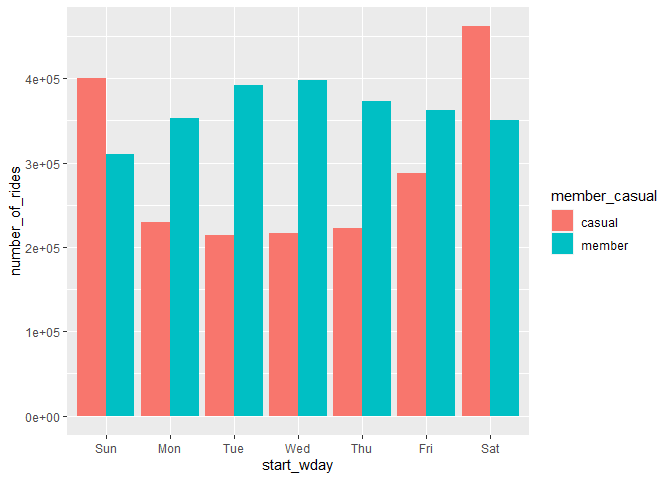 number_of_rides
4e+05
3e+05
2e+05
1e+05
0e+00
Sun Mon Tue Wed Thu Fri Sat
start_wday
member_casual
casual
member